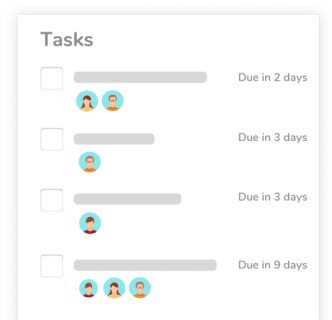 Tasks
Due in 2 days
Due in 3 days
Due in 3 days
Due in 9 days